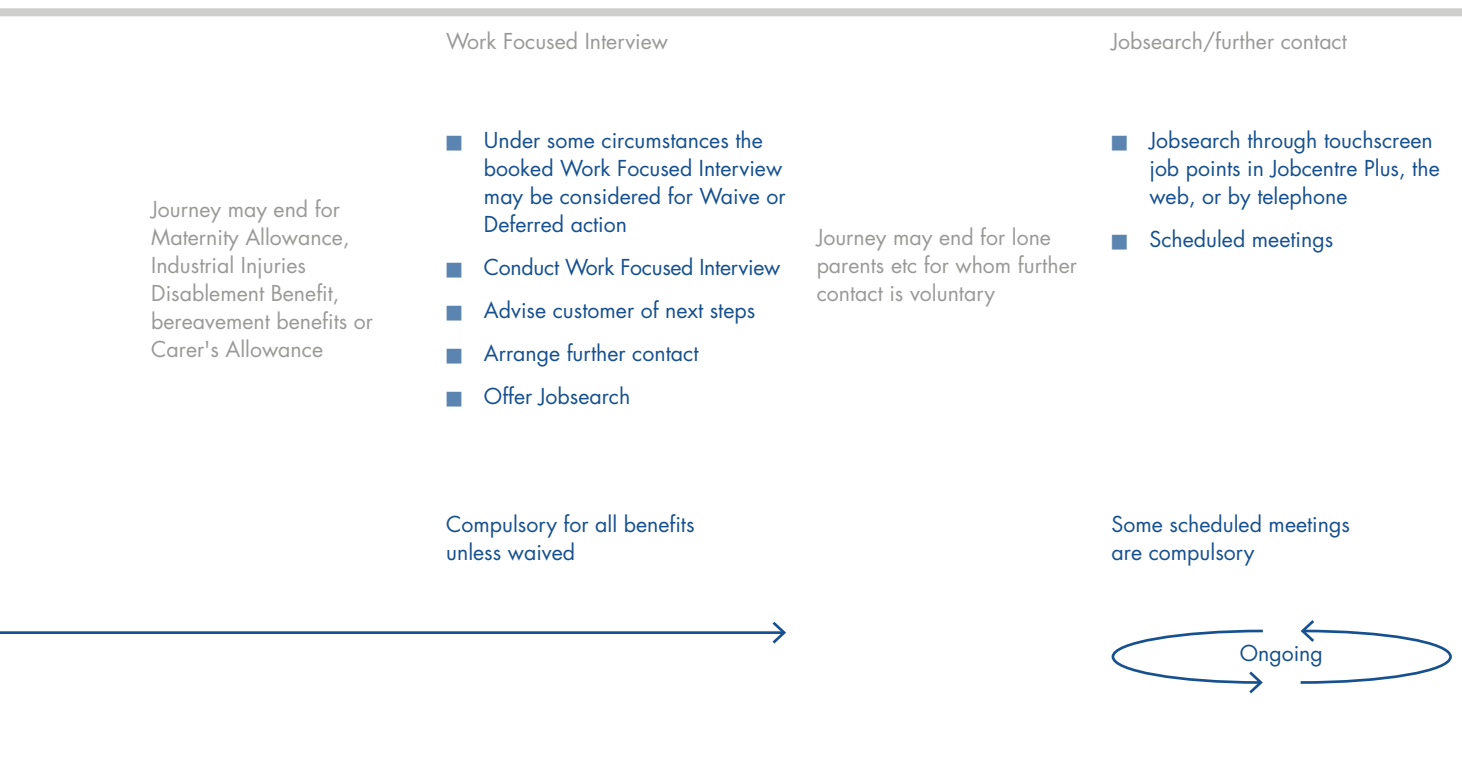 Work Focused Interview
Jobsearch/further contact
Journey may end for
Maternity Allowance,
Industrial Injuries
Disablement Benefit,
bereavement benefits or
Carer's Allowance
Under some circumstances the
booked Work Focused Interview
may be considered for Waive or
Deferred action
Conduct Work Focused Interview
Advise customer of next steps
Arrange further contact
Offer Jobsearch
Journey may end for lone
parents etc for whom further
contact is voluntary
Jobsearch through touchscreen
job points in Jobcentre Plus, the
web, or by telephone
Scheduled meetings
Compulsory for all benefits
unless waived
Some scheduled meetings
are compulsory
Ongoing